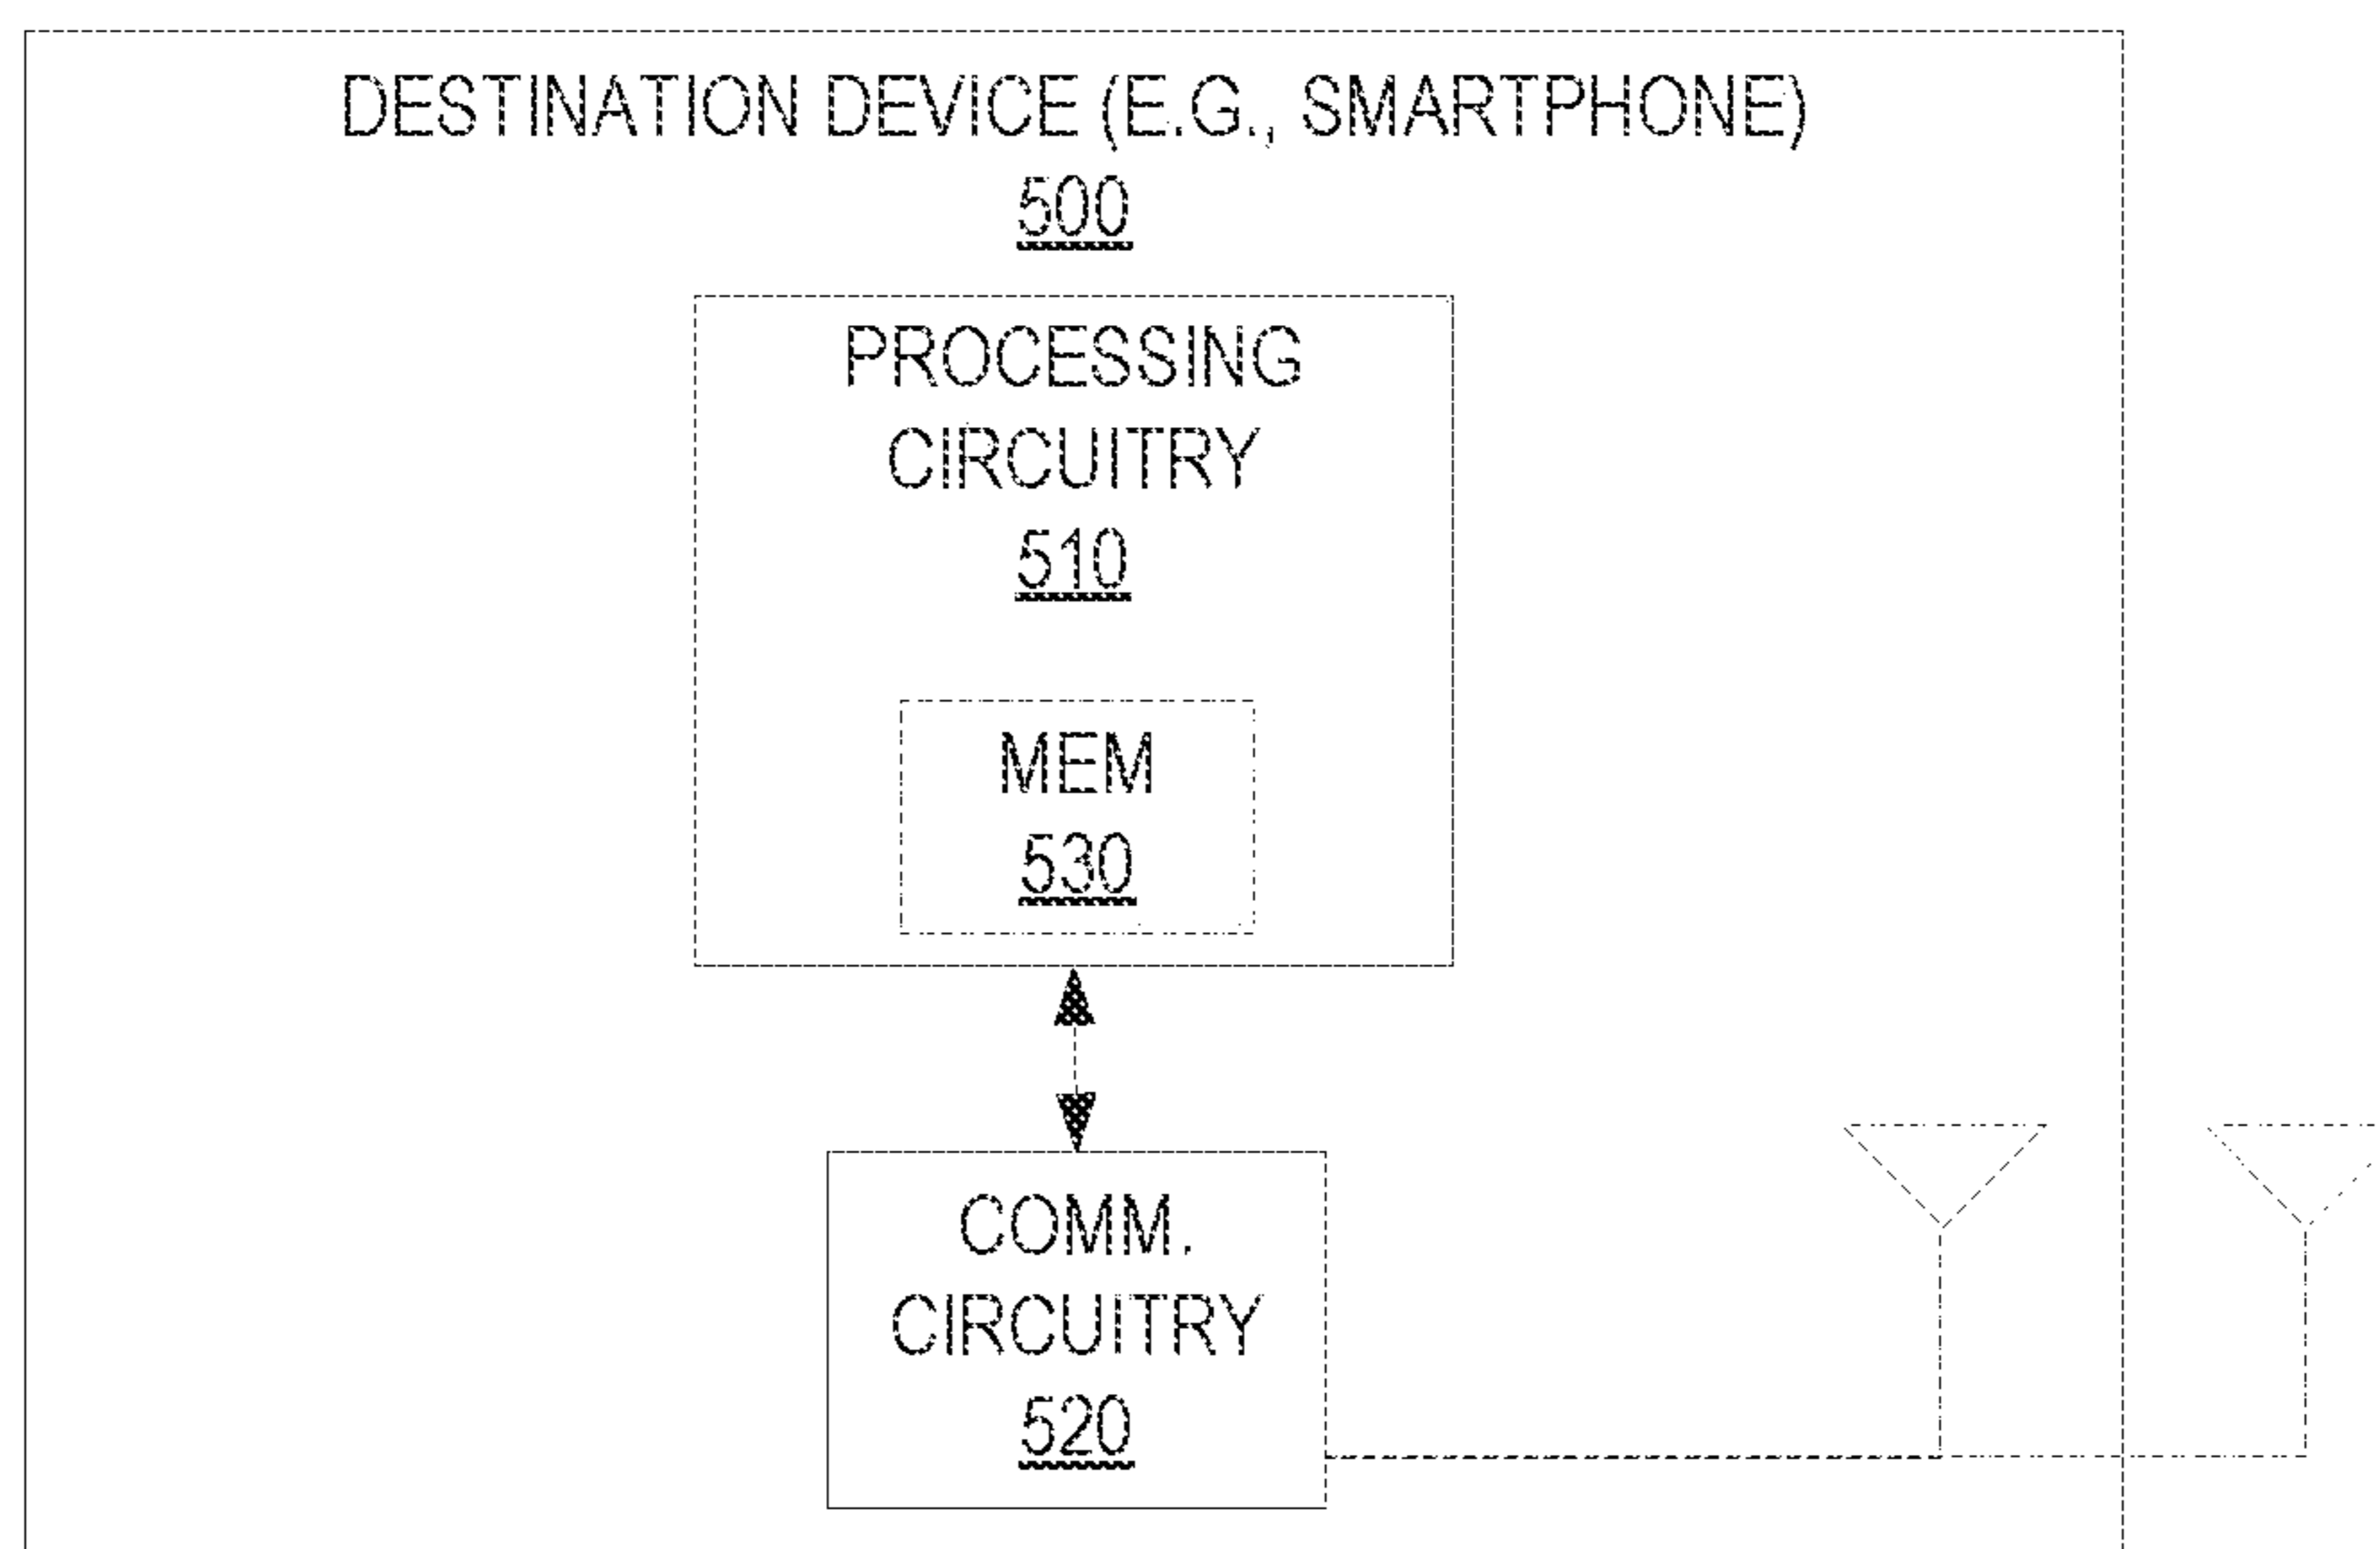 DESTINATION DEVICE (E.G., SMARTPHONE)
500
PROCESSING
CIRCUITRY
510
MEM
530
COMM.
CIRCUITRY
520